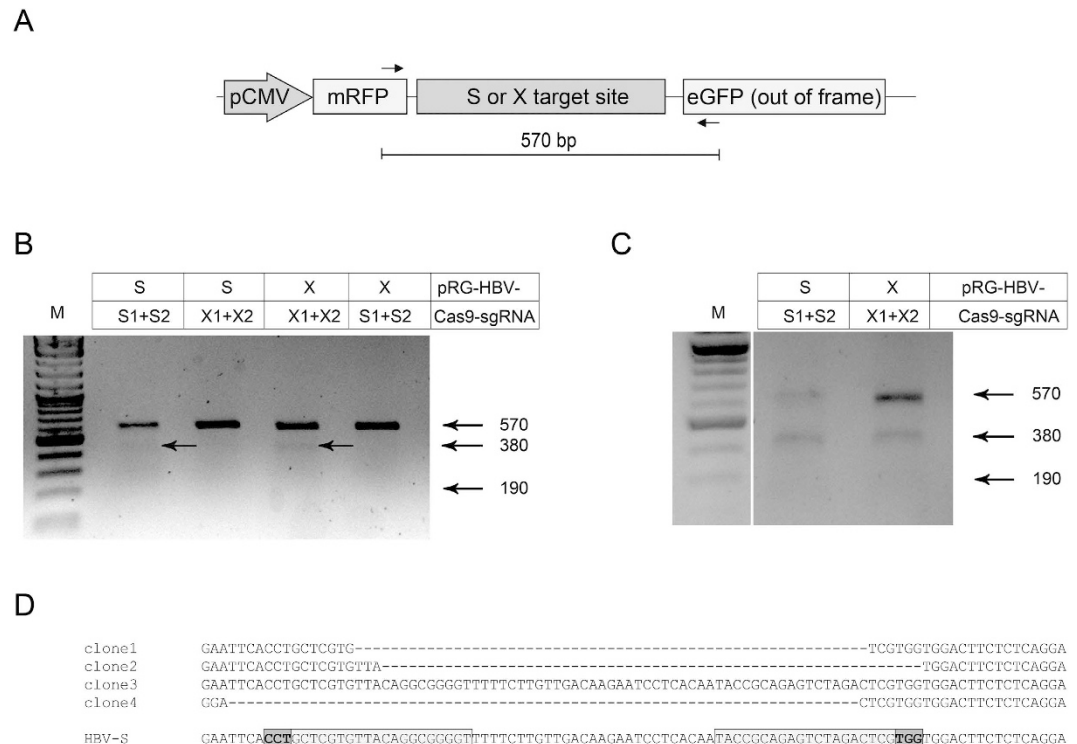 A
pCMV mRFP S or X target site eGFP (out of frame)
570 bp
B
S S X X pRG-HBV-
M S1+S2 X1+X2 X1+X2 S1+S2 Cas9-sgRNA
570
380
190
C
S X pRG-HBV-
M S1+S2 X1+X2 Cas9-sgRNA
570
380
190
D
clone1 GAATTCACCTGCTCGTG---------------------------------------------------------TCGTGGTGGACTTCTCTCAGGA
clone2 GAATTCACCTGCTCGTGTTA------------------------------------------------------------TGGACTTCTCTCAGGA
clone3 GAATTCACCTGCTCGTGTTACAGGCGGGGTTTTTCTTGTTGACAAGAATCCTCACAATACCGCAGAGTCTAGACTCGTGGTGGACTTCTCTCAGGA
clone4 GGA----------------------------------------------------------------------CTCGTGGTGGACTTCTCTCAGGA
HBV-S GAATTCACCTGCTCGTGTTACAGGCGGGGTTTTTCTTGTTGACAAGAATCCTCACAATACCGCAGAGTCTAGACTCGTGGTGGACTTCTCTCAGGA